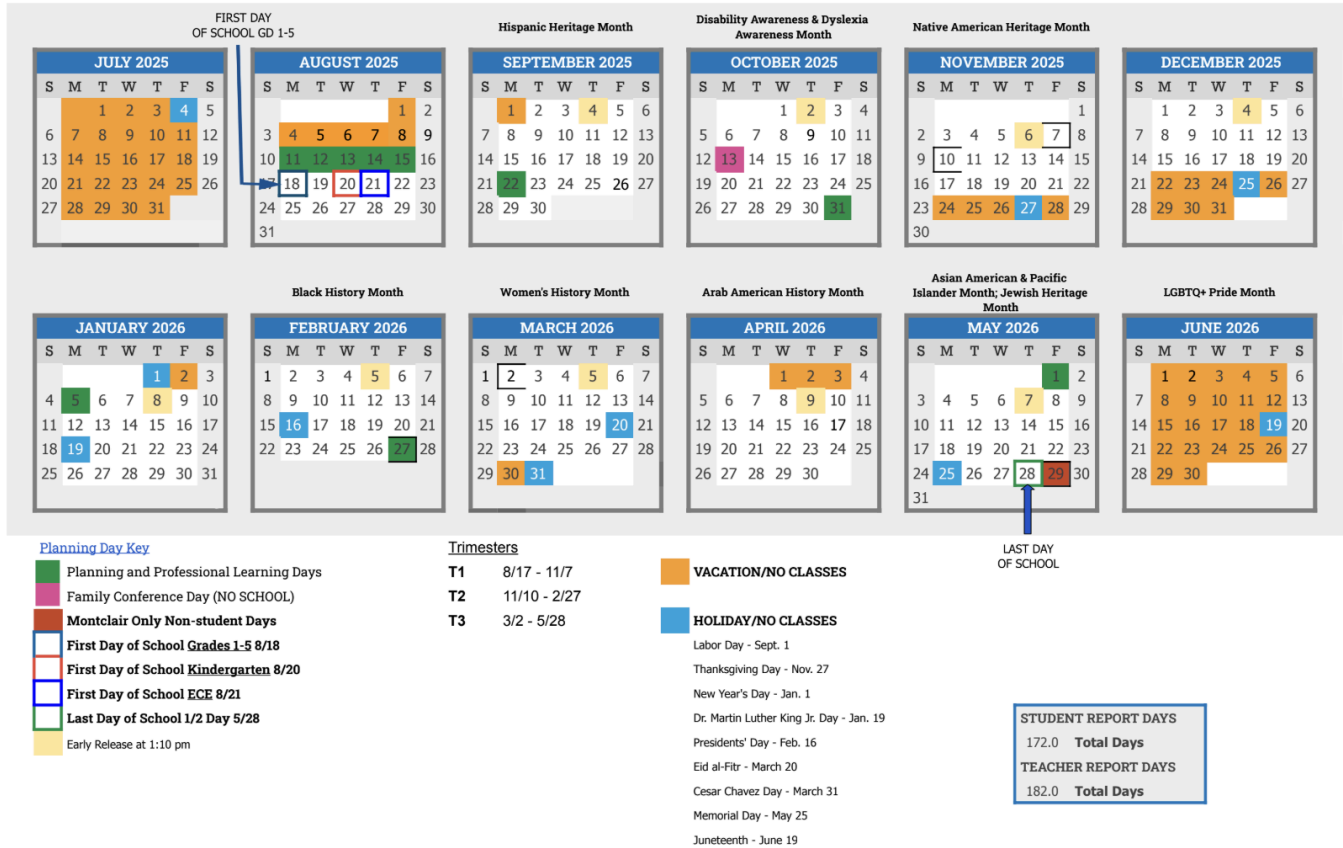 FIRST DAY
OF SCHOOL GD 1-5
Hispanic Heritage Month
Disability Awareness & Dyslexia
Awareness Month
Native American Heritage Month
JULY 2025
S M T W T F S
1 2 3 4 5
6 7 8 9 10 11 12
13 14 15 16 17 18 19
20 21 22 23 24 25 26
27 28 29 30 31
AUGUST 2025
S M T W T F S
1 2
3 4 5 6 7 8 9
10 11 12 13 14 15 16
17 18 19 20 21 22 23
24 25 26 27 28 29 30
31
SEPTEMBER 2025
S M T W T F S
1 2 3 4 5 6
7 8 9 10 11 12 13
14 15 16 17 18 19 20
21 22 23 24 25 26 27
28 29 30
OCTOBER 2025
S M T W T F S
1 2 3 4
5 6 7 8 9 10 11
12 13 14 15 16 17 18
19 20 21 22 23 24 25
26 27 28 29 30 31
NOVEMBER 2025
S M T W T F S
1
2 3 4 5 6 7 8
9 10 11 12 13 14 15
16 17 18 19 20 21 22
23 24 25 26 27 28 29
30
DECEMBER 2025
S M T W T F S
1 2 3 4 5 6
7 8 9 10 11 12 13
14 15 16 17 18 19 20
21 22 23 24 25 26 27
28 29 30 31
Black History Month
Women's History Month
Arab American History Month
Asian American & Pacific
Islander Month; Jewish Heritage
Month
LGBTQ+ Pride Month
JANUARY 2026
S M T W T F S
1 2 3
4 5 6 7 8 9 10
11 12 13 14 15 16 17
18 19 20 21 22 23 24
25 26 27 28 29 30 31
FEBRUARY 2026
S M T W T F S
1 2 3 4 5 6 7
8 9 10 11 12 13 14
15 16 17 18 19 20 21
22 23 24 25 26 27 28
MARCH 2026
S M T W T F S
1 2 3 4 5 6 7
8 9 10 11 12 13 14
15 16 17 18 19 20 21
22 23 24 25 26 27 28
29 30 31
APRIL 2026
S M T W T F S
1 2 3 4
5 6 7 8 9 10 11
12 13 14 15 16 17 18
19 20 21 22 23 24 25
26 27 28 29 30
MAY 2026
S M T W T F S
1 2
3 4 5 6 7 8 9
10 11 12 13 14 15 16
17 18 19 20 21 22 23
24 25 26 27 28 29 30
31
JUNE 2026
S M T W T F S
1 2 3 4 5 6
7 8 9 10 11 12 13
14 15 16 17 18 19 20
21 22 23 24 25 26 27
28 29 30
LAST DAY
OF SCHOOL
Planning Day Key
Planning and Professional Learning Days
Family Conference Day (NO SCHOOL)
Montclair Only Non-student Days
First Day of School Grades 1-5 8/18
First Day of School Kindergarten 8/20
First Day of School ECE 8/21
Last Day of School 1/2 Day 5/28
Early Release at 1:10 pm
Trimesters
T1 8/17 - 11/7
T2 11/10 - 2/27
T3 3/2 - 5/28
VACATION/NO CLASSES
HOLIDAY/NO CLASSES
Labor Day - Sept. 1
Thanksgiving Day - Nov. 27
New Year's Day - Jan. 1
Dr. Martin Luther King Jr. Day - Jan. 19
Presidents' Day - Feb. 16
Eid al-Fitr - March 20
Cesar Chavez Day - March 31
Memorial Day - May 25
Juneteenth - June 19
STUDENT REPORT DAYS
172.0 Total Days
TEACHER REPORT DAYS
182.0 Total Days